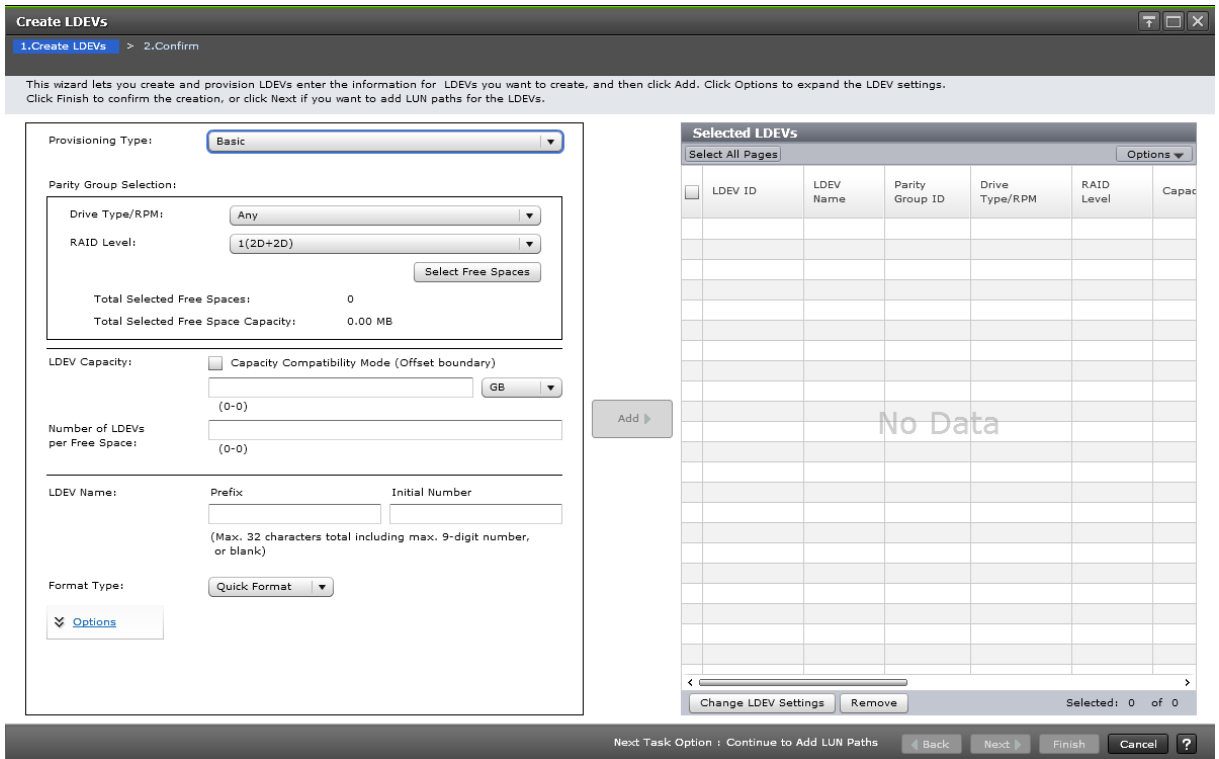 Create LDEVs
1.Create LDEVs > 2.Confirm
This wizard lets you create and provision LDEVs enter the information for LDEVs you want to create, and then click Add. Click Options to expand the LDEV settings.
Click Finish to confirm the creation, or click Next if you want to add LUN paths for the LDEVs.
Provisioning Type: Basic
Parity Group Selection:
Drive Type/RPM: Any
RAID Level: 1(2D+2D)
Select Free Spaces
Total Selected Free Spaces: 0
Total Selected Free Space Capacity: 0.00 MB
LDEV Capacity: Capacity Compatibility Mode (Offset boundary)
GB
(0-0)
Number of LDEVs
per Free Space:
(0-0)
LDEV Name: Prefix Initial Number
(Max. 32 characters total including max. 9-digit number,
or blank)
Format Type: Quick Format
Options
Add
Selected LDEVs
Select All Pages Options
LDEV ID
LDEV
Name
Parity
Group ID
Drive
Type/RPM
RAID
Level
Capac
No Data
Change LDEV Settings Remove Selected: 0 of 0
Next Task Option : Continue to Add LUN Paths Back Next Finish Cancel ?